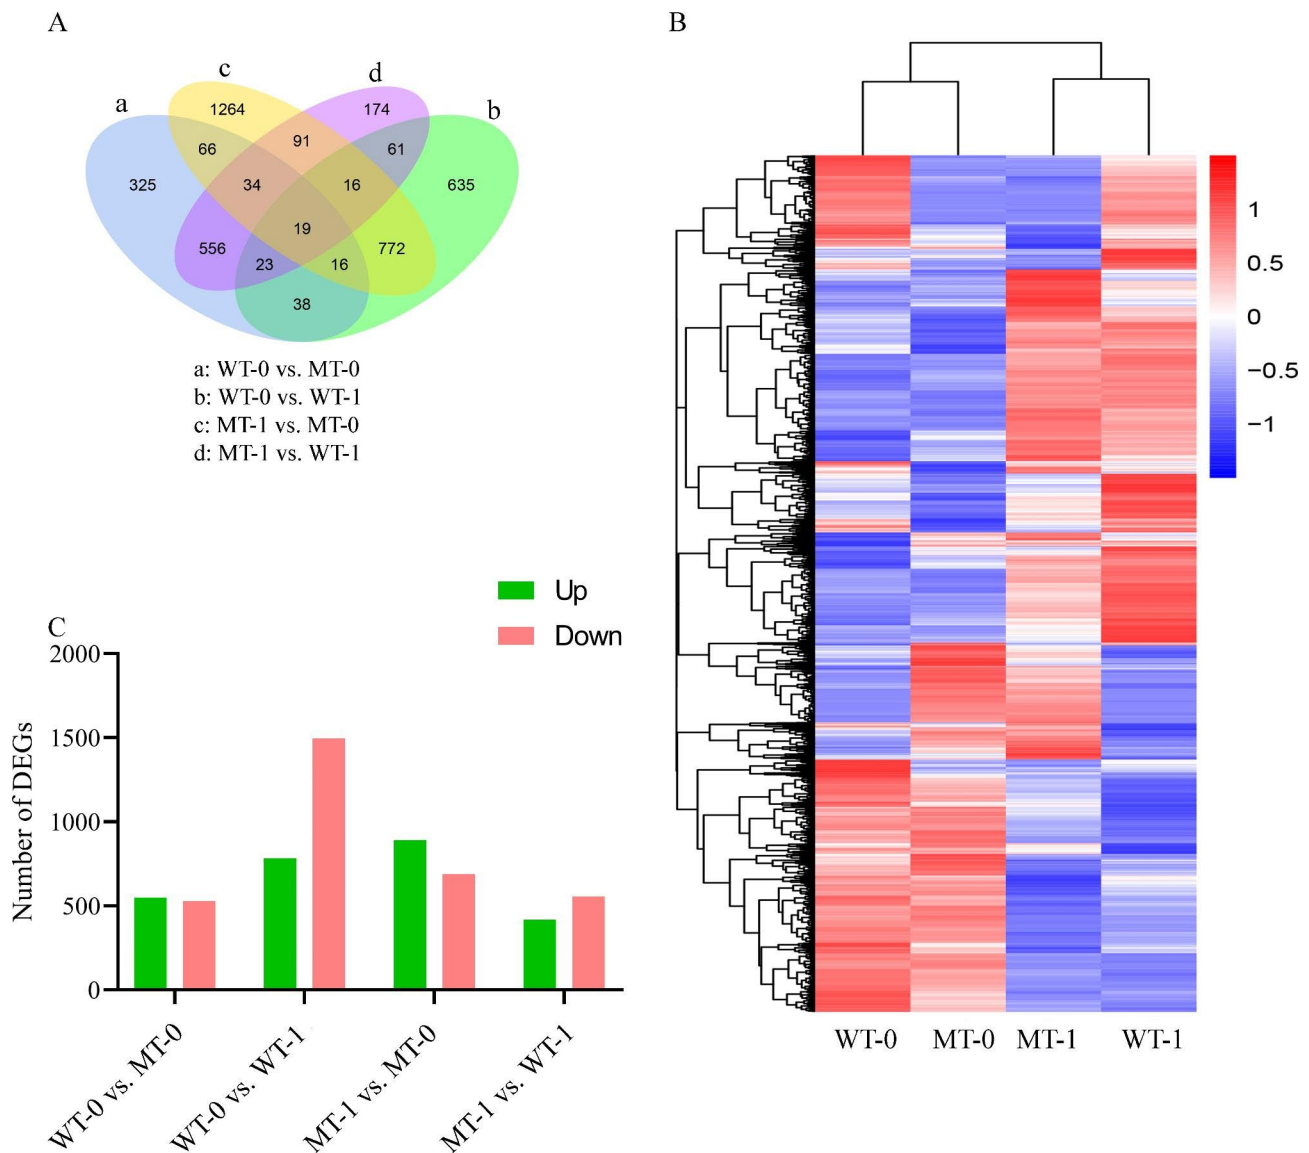 A
c
d
a
b
1264
174
66
91
61
325
34
16
635
19
556
23
16
772
38
a: WT-0 vs. MT-0
b: WT-0 vs. WT-1
c: MT-1 vs. MT-0
d: MT-1 vs. WT-1
B
1
0.5
0
−0.5
−1
WT-0 MT-0 MT-1 WT-1
C
Up
Down
Number of DEGs
2000
1500
1000
500
0
WT-0 vs. MT-0
WT-0 vs. WT-1
MT-1 vs. MT-0
MT-1 vs. WT-1